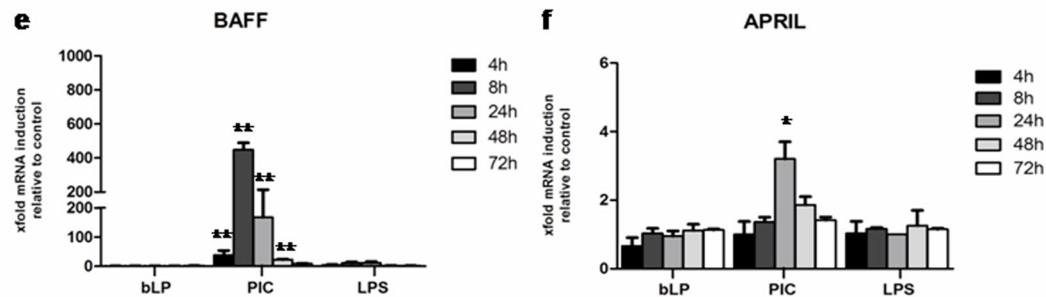 e
BAFF
xfold mRNA induction
relative to control
1000
800
600
400
200
200
100
0
**
**
**
**
bLP
PIC
LPS
4h
8h
24h
48h
72h
f
APRIL
xfold mRNA induction
relative to control
6
4
2
0
*
bLP
PIC
LPS
4h
8h
24h
48h
72h